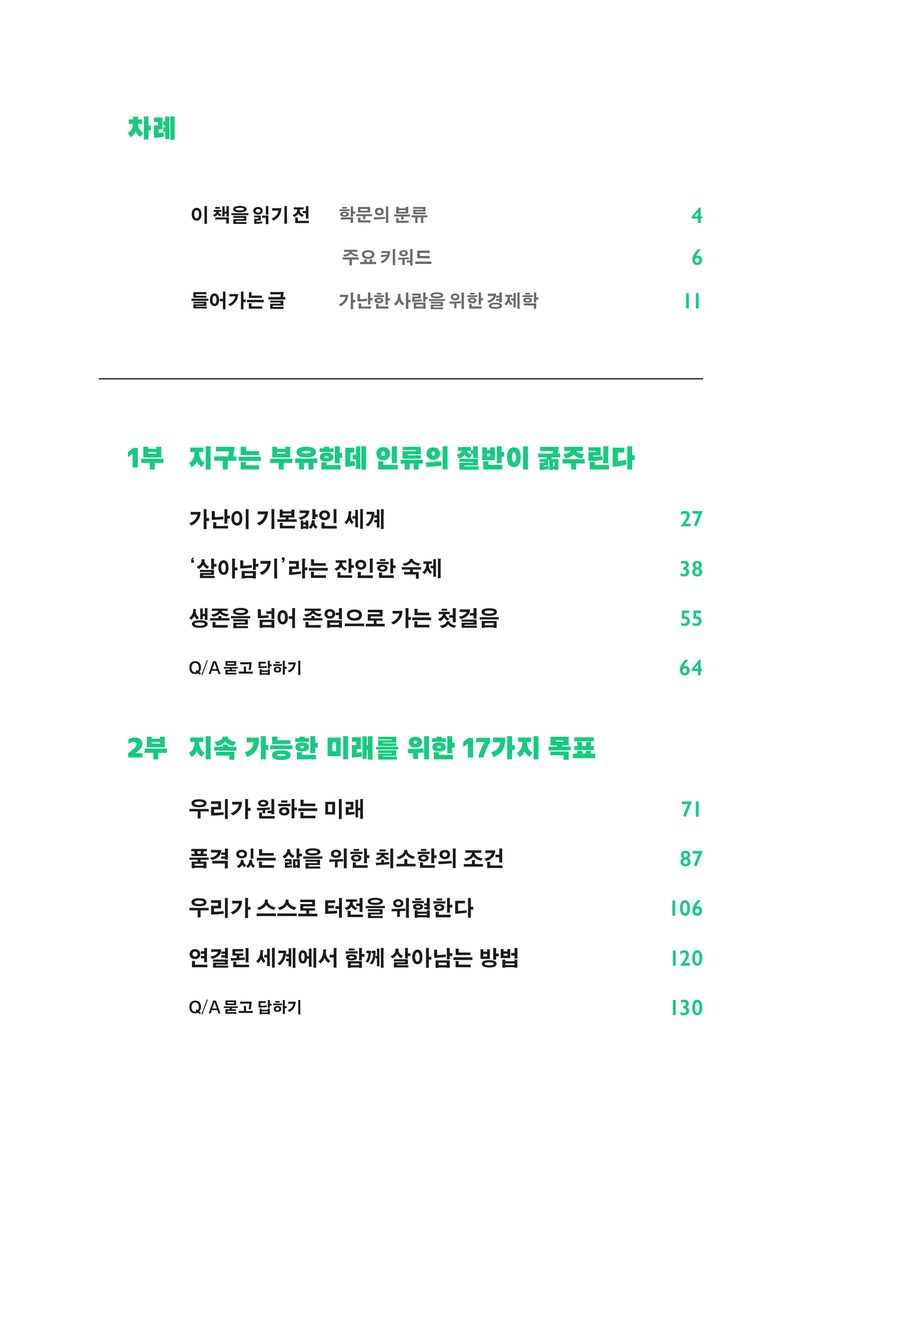 차례
이 책을 읽기 전 학문의 분류 4
주요 키워드 6
들어가는 글 가난한 사람을 위한 경제학 11
1부 지구는 부유한데 인류의 절반이 굶주린다
가난이 기본값인 세계 27
‘살아남기’라는 잔인한 숙제 38
생존을 넘어 존엄으로 가는 첫걸음 55
Q/A 묻고 답하기 64
2부 지속 가능한 미래를 위한 17가지 목표
우리가 원하는 미래 71
품격 있는 삶을 위한 최소한의 조건 87
우리가 스스로 터전을 위협한다 106
연결된 세계에서 함께 살아남는 방법 120
Q/A 묻고 답하기 130